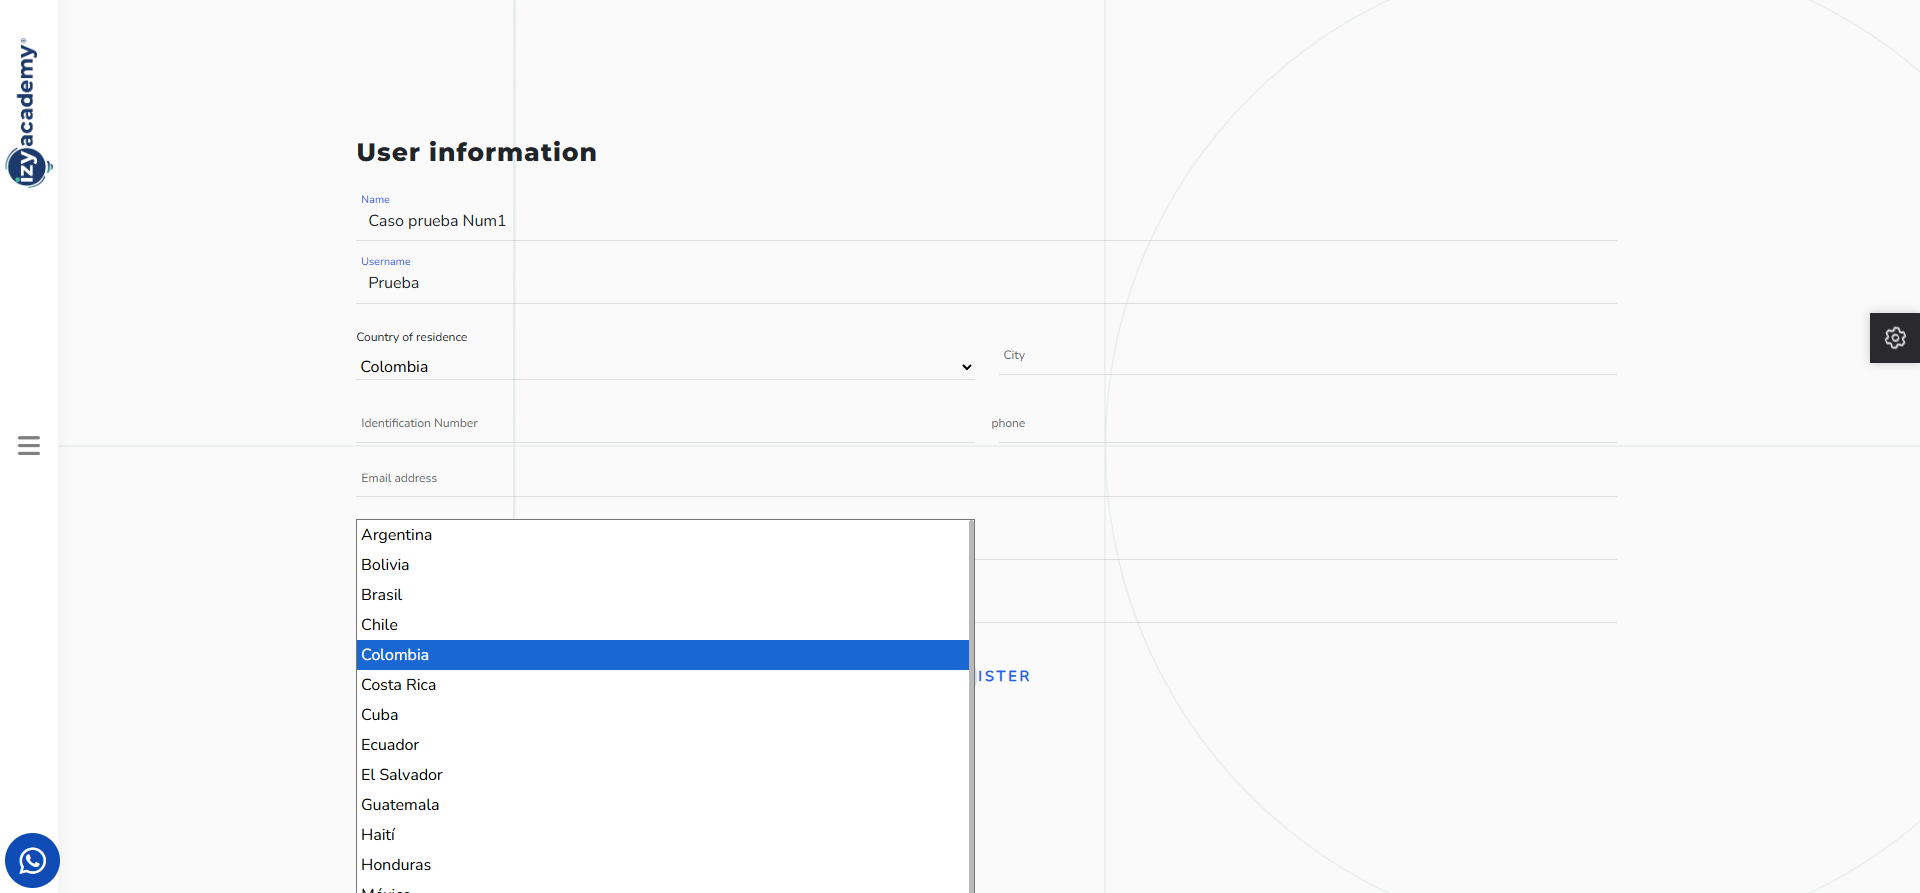 izyacademy®
User information
Name
Caso prueba Num1
Username
Prueba
Country of residence
Colombia
City
Identification Number
phone
Email address
Argentina
Bolivia
Brasil
Chile
Colombia
ISTER
Costa Rica
Cuba
Ecuador
El Salvador
Guatemala
Haití
Honduras